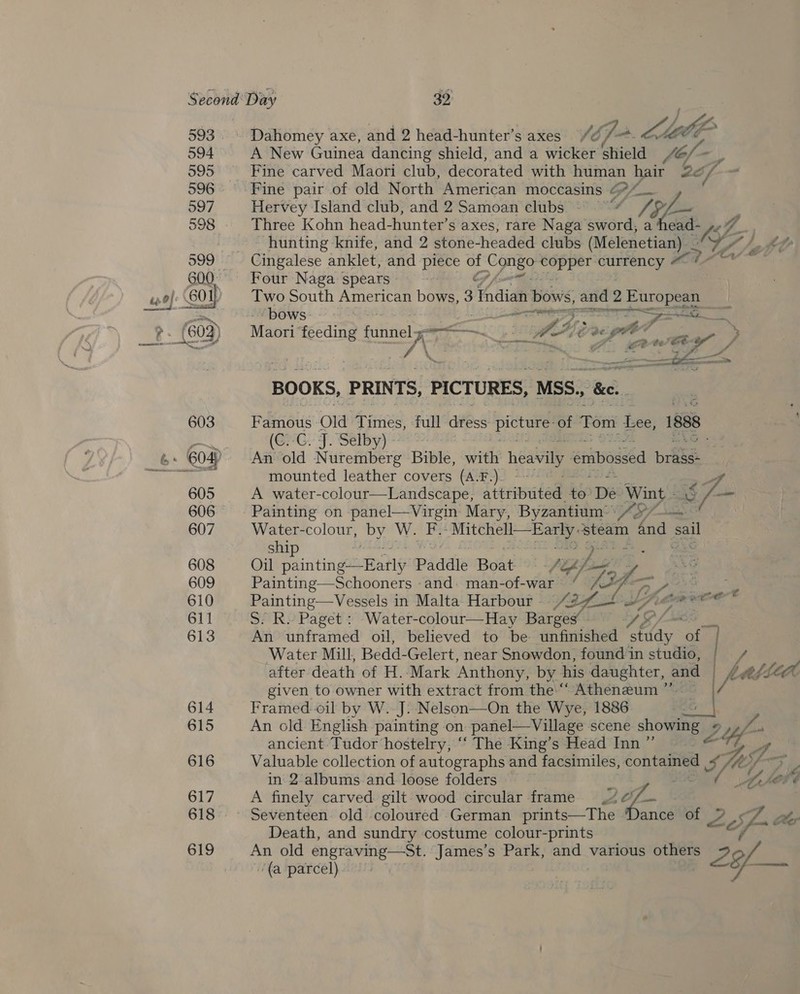 Second Day 32
593 Dahomey axe, and 2 head-hunter's axes
594 A New Guinea dancing shield, and a wicker shield
595 Fine carved Maori club, decorated with human hair
596 Fine pair of old North American moccasins
597 Hervey Island club, and 2 Samoan clubs
598 Three Kohn head-hunter's axes, rare Naga sword, a head-
hunting knife, and 2 stone-headed clubs (Melenetian)
599 Cingalese anklet, and piece of Congo copper currency
600 Four Naga spears
601 Two South American bows, 3 Indian bows, and 2 European
bows
602 Maori feeding funnel
BOOKS, PRINTS, PICTURES, MSS., &c.
603 Famous Old Times, full dress picture of Tom Lee, 1888
(C. C. J. Selby)
604 An old Nuremberg Bible, with heavily embossed brass-
mounted leather covers (A.F.)
605 A water-colour—Landscape, attributed to De Wint
606 Painting on panel—Virgin Mary, Byzantium
607 Water-colour, by W. F. Mitchell—Early steam and sail
ship
608 Oil painting—Early Paddle Boat
609 Painting—Schooners and man-of-war
610 Painting—Vessels in Malta Harbour
611 S. R. Paget: Water-colour—Hay Barges
613 An unframed oil, believed to be unfinished study of
Water Mill, Bedd-Gelert, near Snowdon, found in studio,
after death of H. Mark Anthony, by his daughter, and
given to owner with extract from the “ Athenæum ”
614 Framed oil by W. J. Nelson—On the Wye, 1886
615 An old English painting on panel—Village scene showing
ancient Tudor hostelry, “ The King's Head Inn ”
616 Valuable collection of autographs and facsimiles, contained
in 2 albums and loose folders
617 A finely carved gilt wood circular frame
618 Seventeen old coloured German prints—The Dance of
Death, and sundry costume colour-prints
619 An old engraving—St. James's Park, and various others
(a parcel)